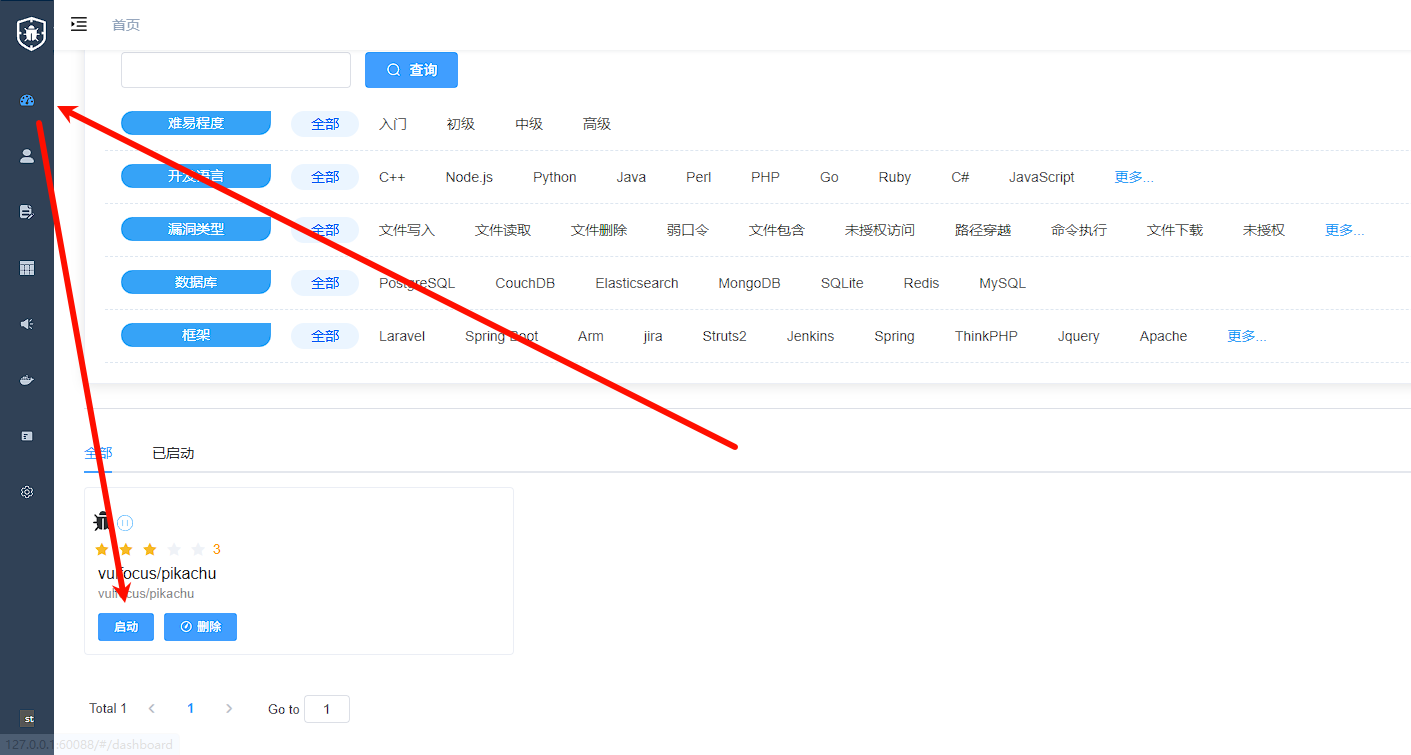 首页
查询
难易程度 全部 入门 初级 中级 高级
开发语言 全部 C++ Node.js Python Java Perl PHP Go Ruby C# JavaScript 更多...
漏洞类型 全部 文件写入 文件读取 文件删除 弱口令 文件包含 未授权访问 路径穿越 命令执行 文件下载 未授权 更多...
数据库 全部 PostgreSQL CouchDB Elasticsearch MongoDB SQLite Redis MySQL
框架 全部 Laravel Spring Boot Arm jira Struts2 Jenkins Spring ThinkPHP Jquery Apache 更多...
全部 已启动
3
vulfocus/pikachu
vulfocus/pikachu
启动 删除
Total 1 1 Go to 1
st
127.0.0.1:60088/#/dashboard